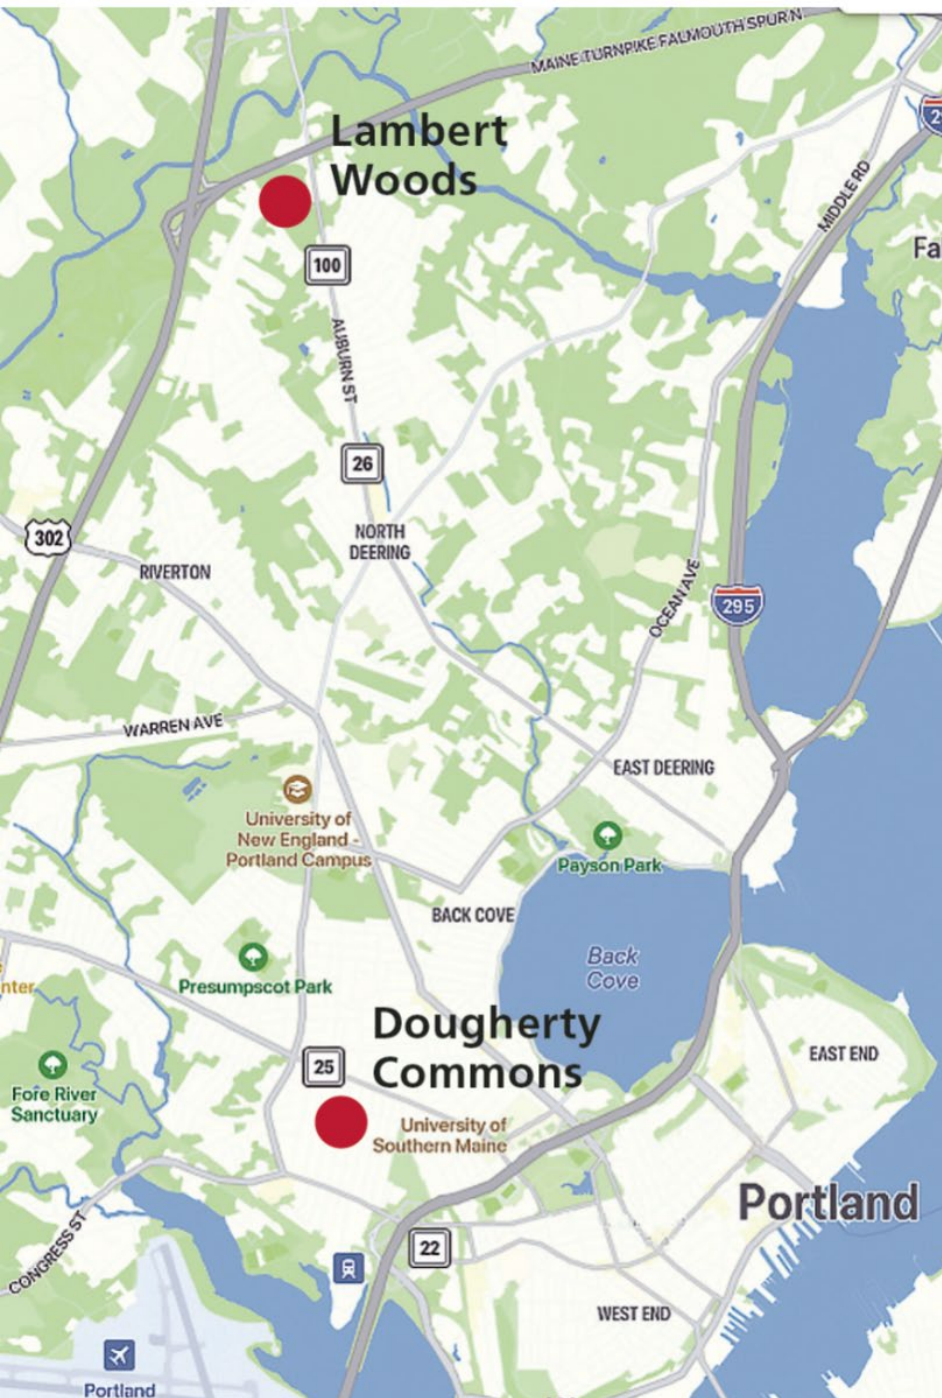 MAINE TURNPIKE FALMOUTH SPUR N
Lambert
Woods
MIDDLE RD
100
AUBURN ST
26
302
NORTH
DEERING
RIVERTON
OCEAN AVE
295
WARREN AVE
EAST DEERING
University of
New England -
Portland Campus
Payson Park
BACK COVE
Back
Cove
Presumpscot Park
Dougherty
Commons
25
EAST END
Fore River
Sanctuary
University of
Southern Maine
Portland
CONGRESS ST
22
WEST END
Portland